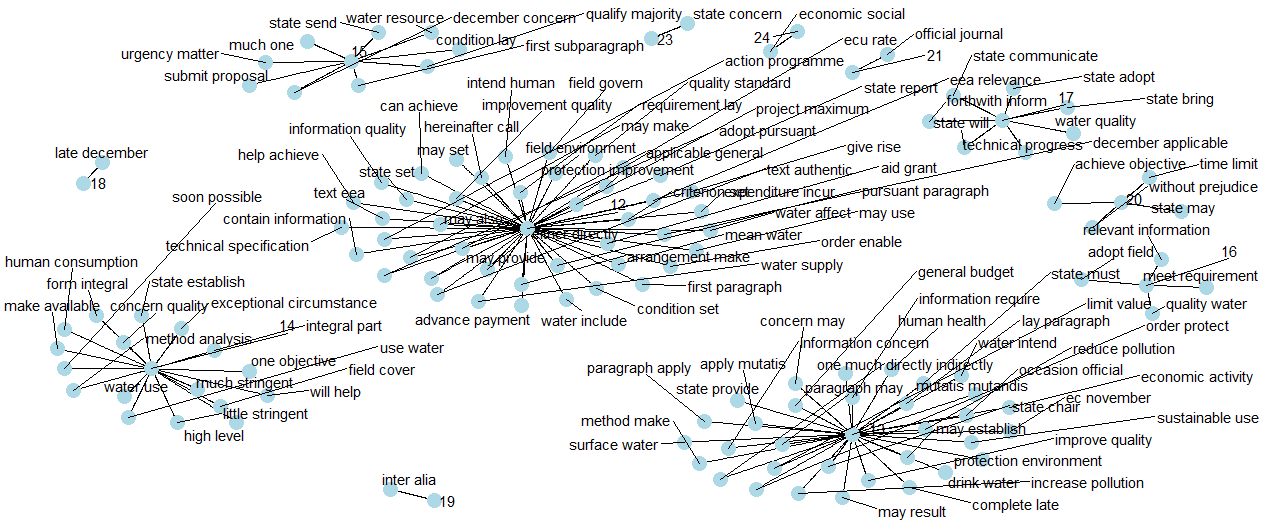 state send
water resource
december concern
qualify majority
state concern
economic social
urgency matter
much one
15
condition lay
first subparagraph
23
24
ecu rate
official journal
submit proposal
action programme
21
state communicate
intend human
field govern
quality standard
state report
eea relevance
state adopt
can achieve
improvement quality
requirement lay
project maximum
forthwith inform
17
state bring
information quality
hereinafter call
may make
adopt pursuant
state will
water quality
late december
help achieve
may set
field environment
applicable general
give rise
technical progress
december applicable
18
state set
protection improvement
text authentic
aid grant
achieve objective
time limit
soon possible
text eea
criterion set
expenditure incur
pursuant paragraph
without prejudice
contain information
may also
12
water affect
may use
20
state may
technical specification
either directly
mean water
relevant information
human consumption
may provide
arrangement make
order enable
adopt field
16
form integral
state establish
water supply
general budget
state must
meet requirement
make available
concern quality
exceptional circumstance
first paragraph
information require
limit value
quality water
method analysis
14
integral part
advance payment
water include
condition set
concern may
human health
lay paragraph
order protect
one objective
use water
information concern
water intend
reduce pollution
water use
much stringent
field cover
paragraph apply
apply mutatis
one much
directly indirectly
occasion official
little stringent
will help
state provide
paragraph may
mutatis mutandis
economic activity
high level
method make
state chair
ec november
surface water
may establish
sustainable use
improve quality
inter alia
protection environment
19
drink water
increase pollution
may result
complete late